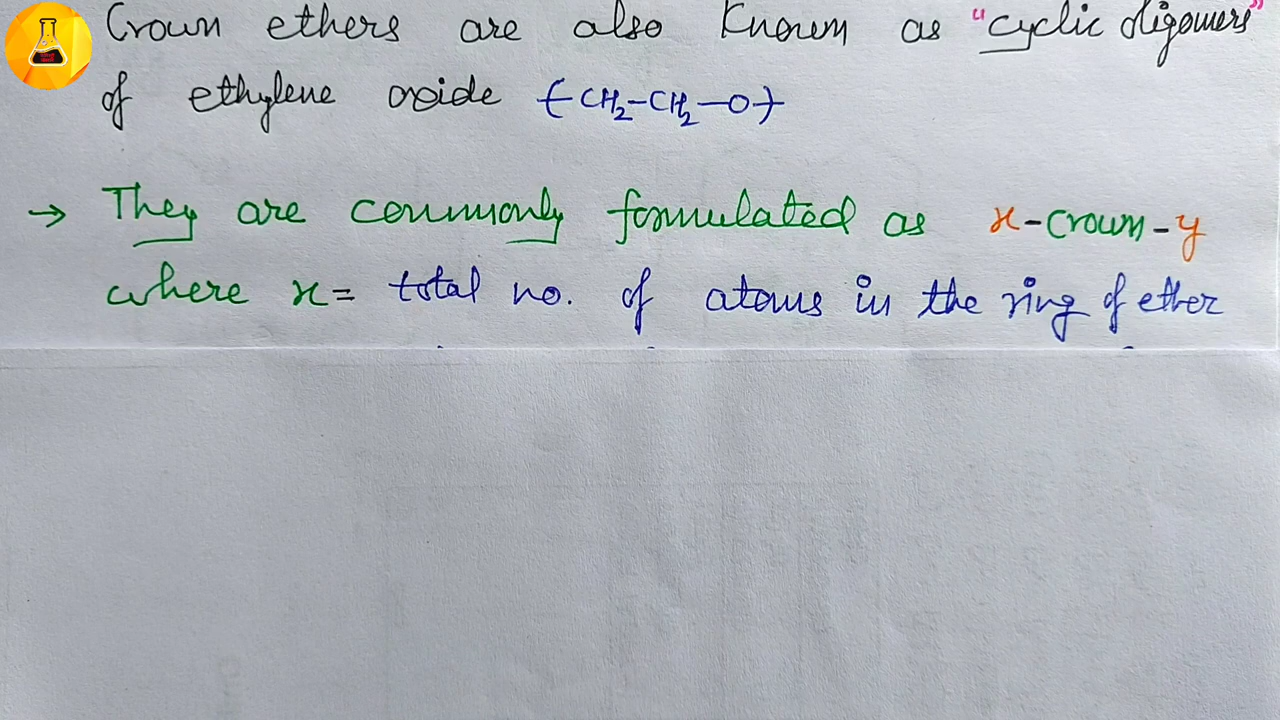 Crown ethers are also known as "cyclic oligomers"
of ethylene oxide (-CH₂-CH₂-O-)
→ They are commonly formulated as x-crown-y
where x = total no. of atoms in the ring of ether